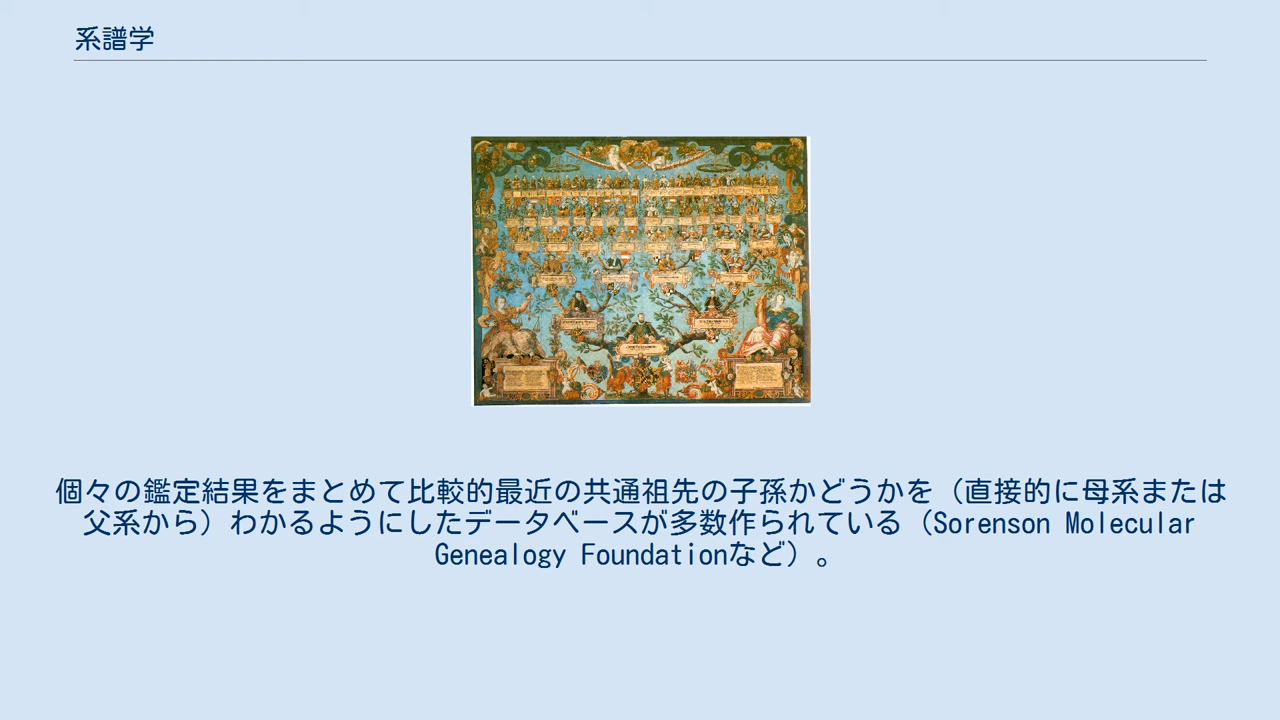 系譜学
個々の鑑定結果をまとめて比較的最近の共通祖先の子孫かどうかを（直接的に母系または
父系から）わかるようにしたデータベースが多数作られている（Sorenson Molecular
Genealogy Foundationなど）。